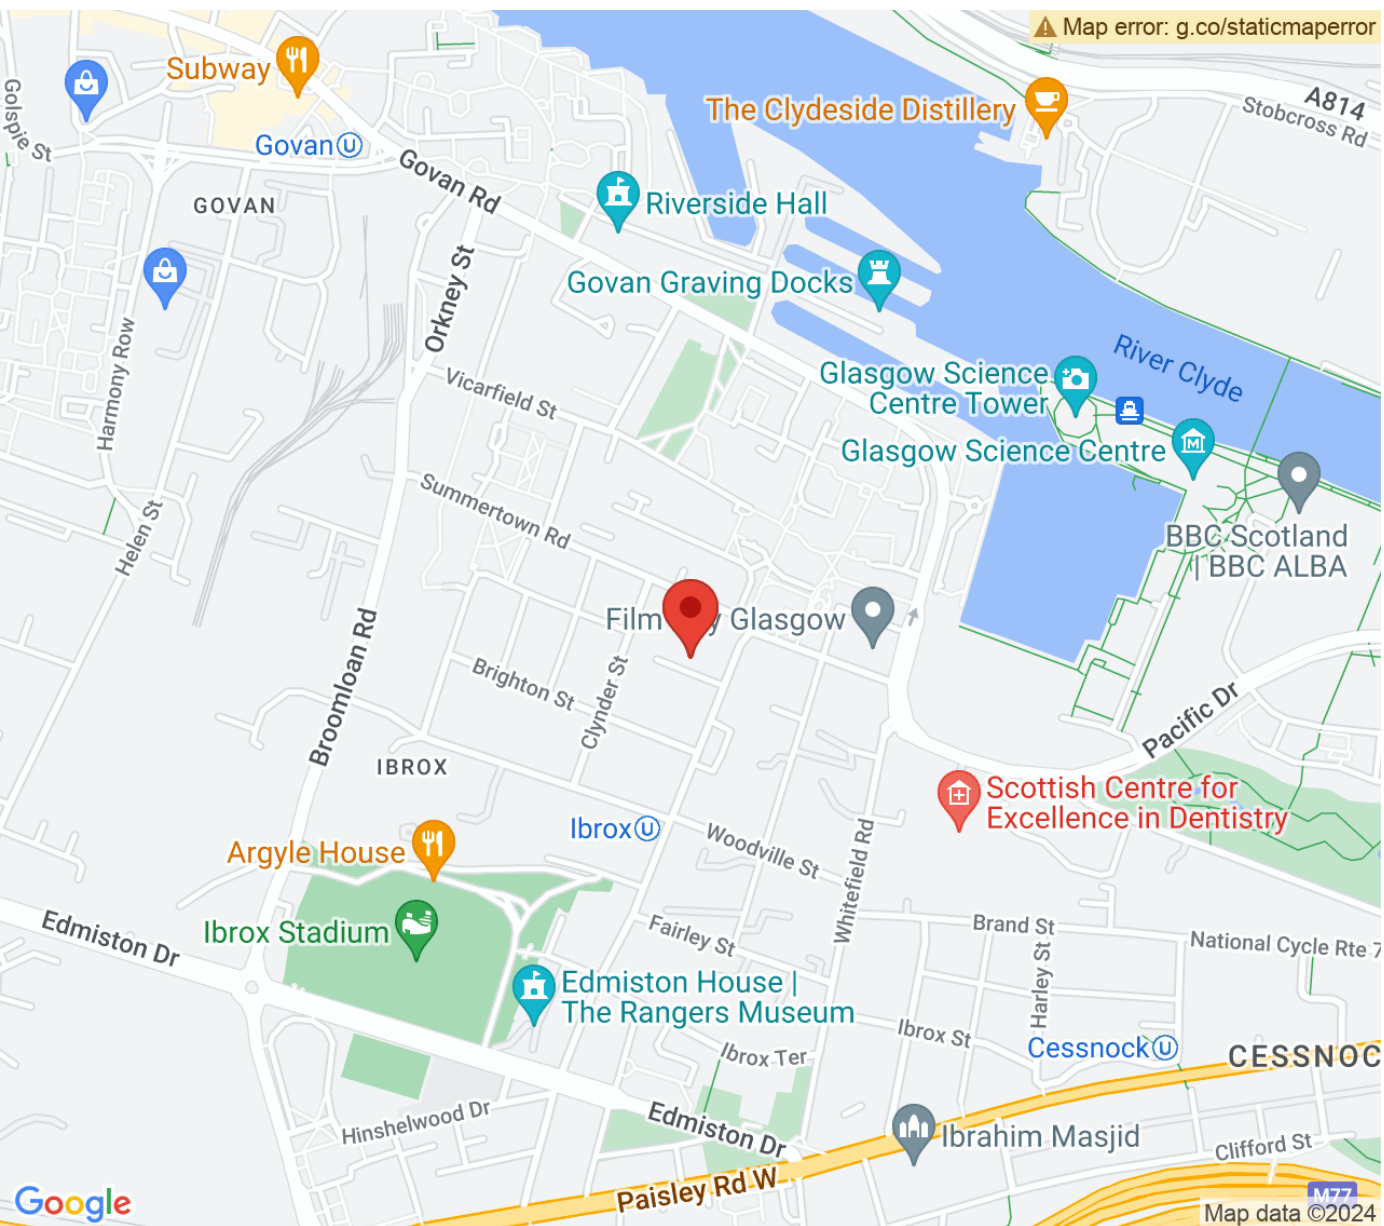 Map error: g.co/staticmaperror
Subway
The Clydeside Distillery
A814
Stobcross Rd
Golspie St
Govan
Govan Rd
GOVAN
Riverside Hall
Orkney St
Govan Graving Docks
River Clyde
Harmony Row
Vicarfield St
Glasgow Science
Centre Tower
Glasgow Science Centre
Summertown Rd
Helen St
BBC Scotland
| BBC ALBA
Broomloan Rd
Film
y Glasgow
Brighton St
Clynder St
Pacific Dr
IBROX
Scottish Centre for
Excellence in Dentistry
Ibrox
Woodville St
Whitefield Rd
Argyle House
Ibrox Stadium
Edmiston Dr
Fairley St
Brand St
National Cycle Rte 7
Harley St
Edmiston House |
The Rangers Museum
Ibrox St
Ibrox Ter
Cessnock
CESSNOC
Hinshelwood Dr
Edmiston Dr
Ibrahim Masjid
Clifford St
Paisley Rd W
M77
Google
Map data ©2024